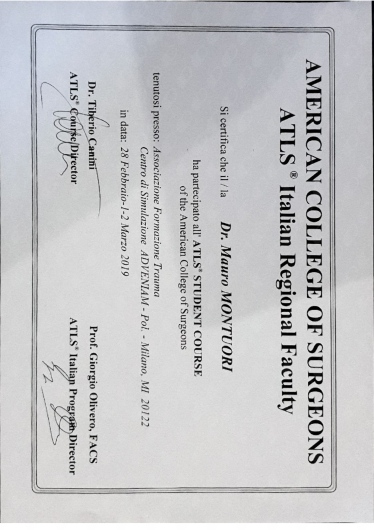 AMERICAN COLLEGE OF SURGEONS
ATLS® Italian Regional Faculty
Si certifica che il / la Dr. Mauro MONTUORI
ha partecipato all' ATLS® STUDENT COURSE
of the American College of Surgeons
tenutosi presso: Associazione Formazione Trauma
Centro di Simulazione ADVENIAM - Pol. - Milano, MI 20122
in data: 28 Febbraio-1-2 Marzo 2019
Dr. Tiberio Canini
ATLS® Course Director
Prof. Giorgio Olivero, FACS
ATLS® Italian Program Director